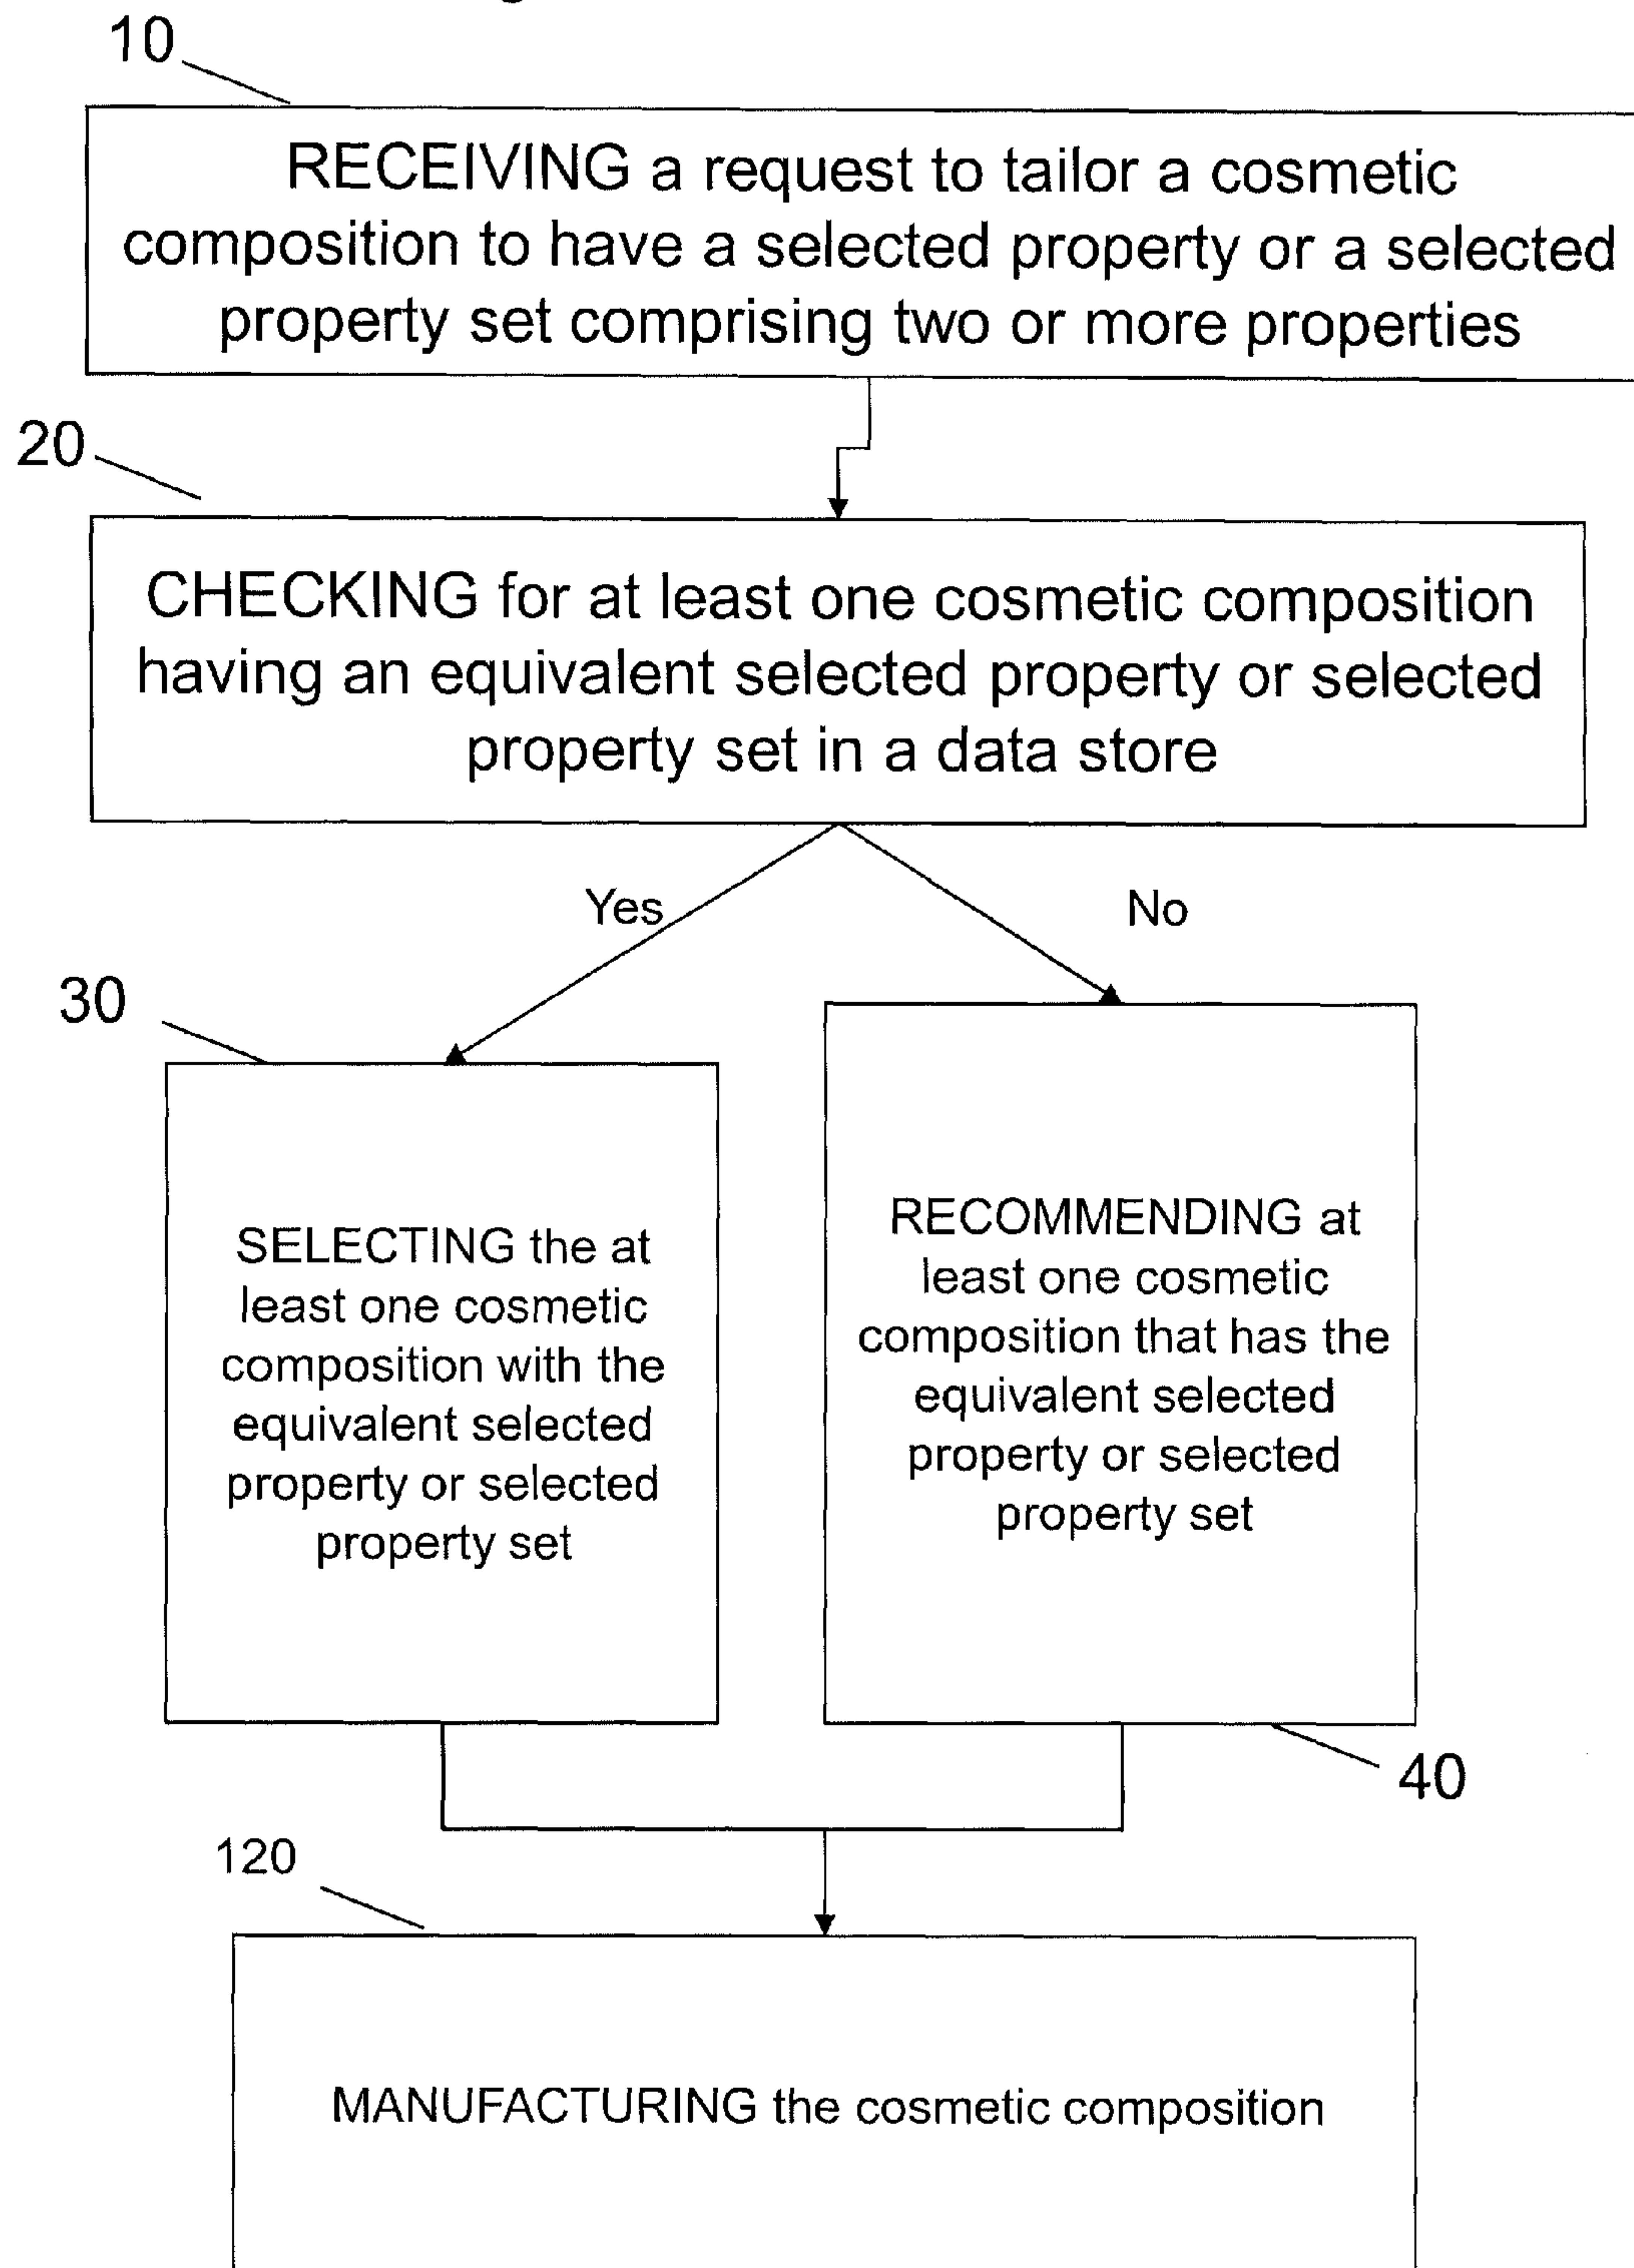 10
RECEIVING a request to tailor a cosmetic
composition to have a selected property or a selected
property set comprising two or more properties
20
CHECKING for at least one cosmetic composition
having an equivalent selected property or selected
property set in a data store
Yes
No
30
SELECTING the at
least one cosmetic
composition with the
equivalent selected
property or selected
property set
RECOMMENDING at
least one cosmetic
composition that has the
equivalent selected
property or selected
property set
40
120
MANUFACTURING the cosmetic composition